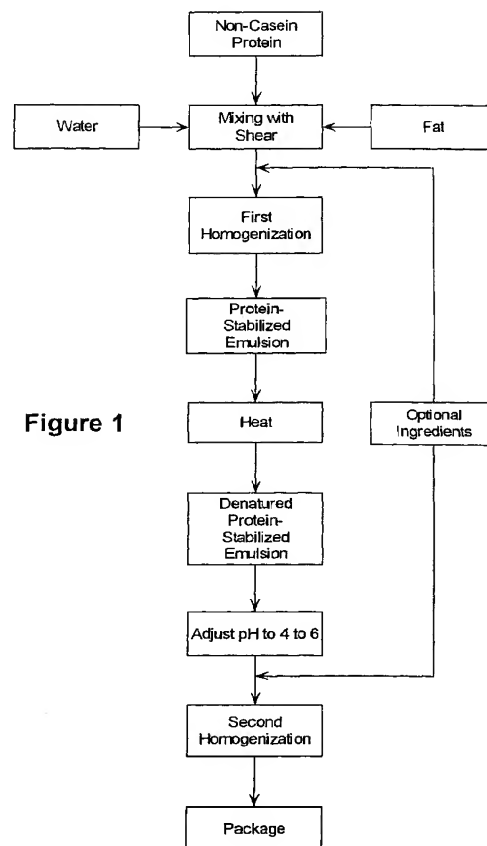 Non-Casein
Protein
Water
Mixing with
Shear
Fat
First
Homogenization
Protein-
Stabilized
Emulsion
Figure 1
Heat
Optional
Ingredients
Denatured
Protein-
Stabilized
Emulsion
Adjust pH to 4 to 6
Second
Homogenization
Package